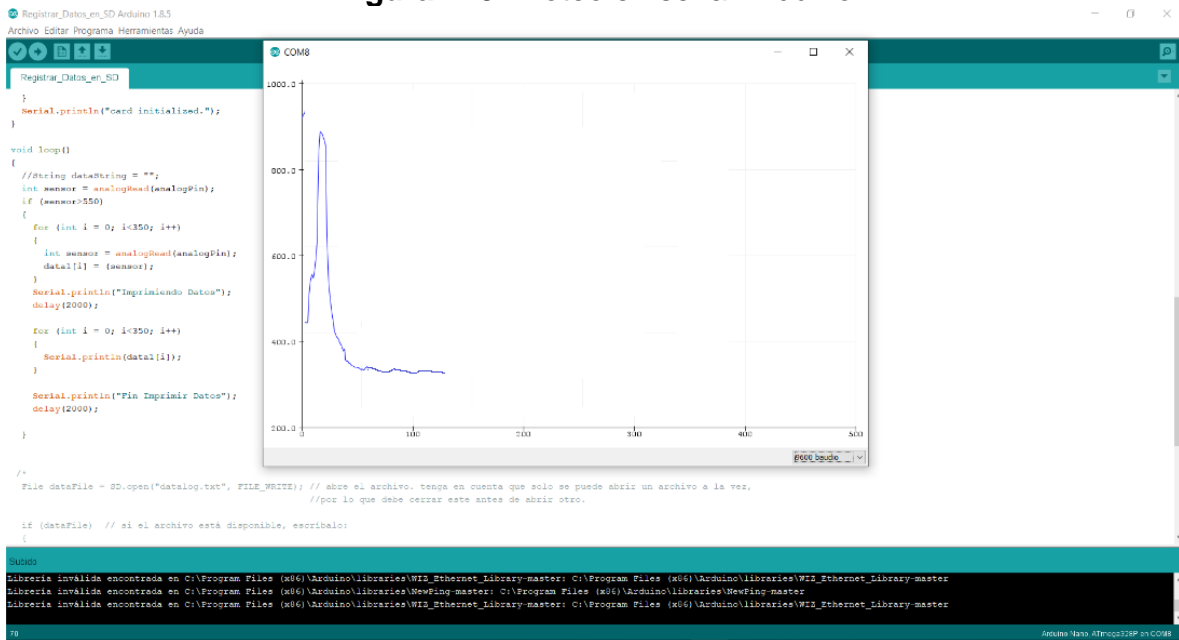 Registrar_Datos_en_SD Arduino 1.8.5
Archivo Editar Programa Herramientas Ayuda
Registrar_Datos_en_SD
}
Serial.println("card initialized.");
}
void loop()
{
//String dataString = "";
int sensor = analogRead(analogPin);
if (sensor>550)
{
for (int i = 0; i<350; i++)
{
int sensor = analogRead(analogPin);
data1[i] = (sensor);
}
Serial.println("Imprimiendo Datos");
delay(2000);
for (int i = 0; i<350; i++)
{
Serial.println(data1[i]);
}
Serial.println("Fin Imprimir Datos");
delay(2000);
}
/*
File dataFile = SD.open("datalog.txt", FILE_WRITE); // abre el archivo. tenga en cuenta que solo se puede abrir un archivo a la vez,
//por lo que debe cerrar este antes de abrir otro.
if (dataFile) // si el archivo está disponible, escríbalo:
{
COM8
1000.0
800.0
600.0
400.0
200.0
0 100 200 300 400 500
9600 baudio
Subido
Librería inválida encontrada en C:\Program Files (x86)\Arduino\libraries\WIZ_Ethernet_Library-master: C:\Program Files (x86)\Arduino\libraries\WIZ_Ethernet_Library-master
Librería inválida encontrada en C:\Program Files (x86)\Arduino\libraries\NewPing-master: C:\Program Files (x86)\Arduino\libraries\NewPing-master
Librería inválida encontrada en C:\Program Files (x86)\Arduino\libraries\WIZ_Ethernet_Library-master: C:\Program Files (x86)\Arduino\libraries\WIZ_Ethernet_Library-master
70
Arduino Nano, ATmega328P en COM8